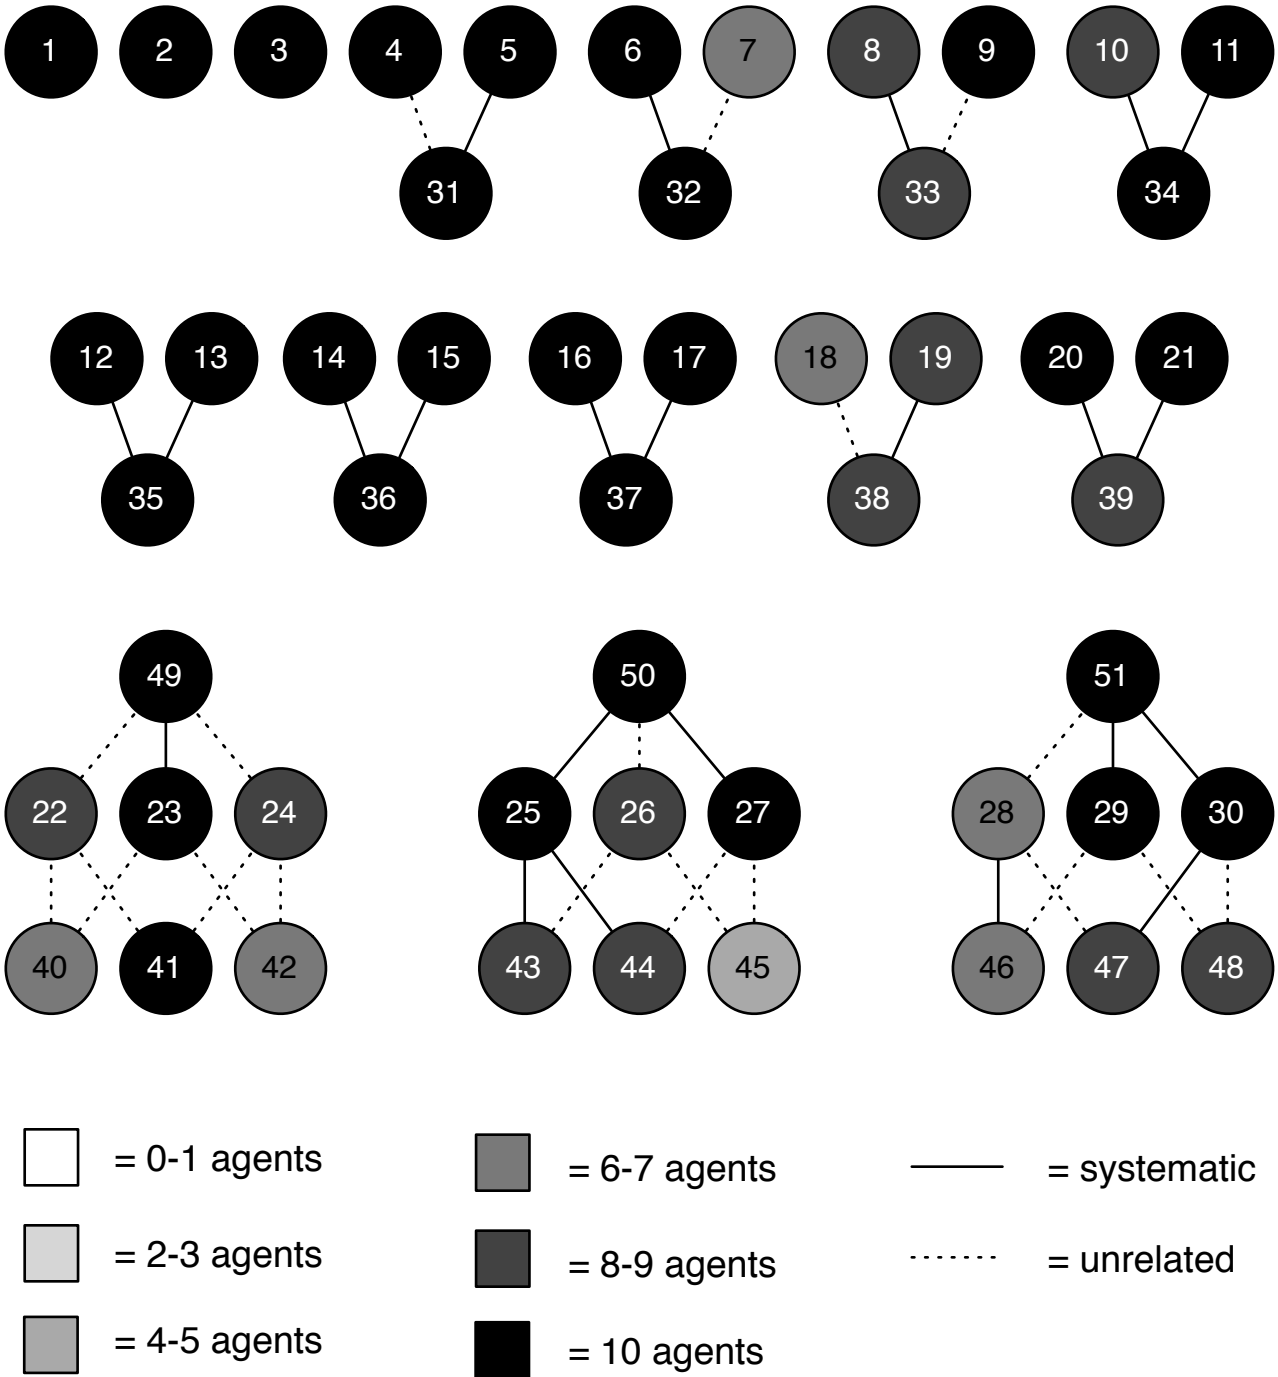 1 2 3 4 5 6 7 8 9 10 11
31 32 33 34
12 13 14 15 16 17 18 19 20 21
35 36 37 38 39
49 50 51
22 23 24 25 26 27 28 29 30
40 41 42 43 44 45 46 47 48
= 0-1 agents
= 2-3 agents
= 4-5 agents
= 6-7 agents
= 8-9 agents
= 10 agents
= systematic
= unrelated